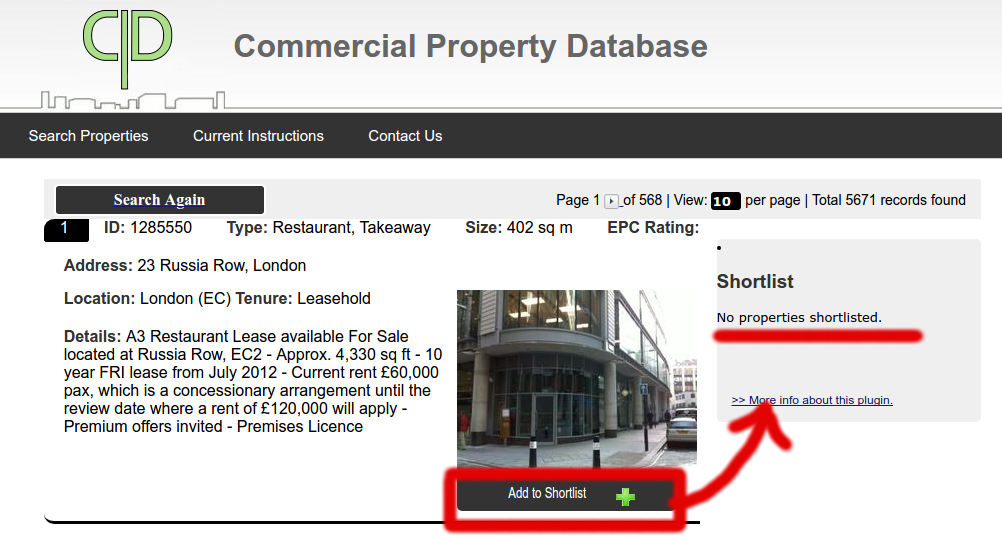 Commercial Property Database
Search Properties Current Instructions Contact Us
Search Again
Page 1 of 568 | View: 10 per page | Total 5671 records found
1 ID: 1285550 Type: Restaurant, Takeaway Size: 402 sq m EPC Rating:
Address: 23 Russia Row, London
Location: London (EC) Tenure: Leasehold
Details: A3 Restaurant Lease available For Sale
located at Russia Row, EC2 - Approx. 4,330 sq ft - 10
year FRI lease from July 2012 - Current rent £60,000
pax, which is a concessionary arrangement until the
review date where a rent of £120,000 will apply -
Premium offers invited - Premises Licence
Add to Shortlist
Shortlist
No properties shortlisted.
>> More info about this plugin.